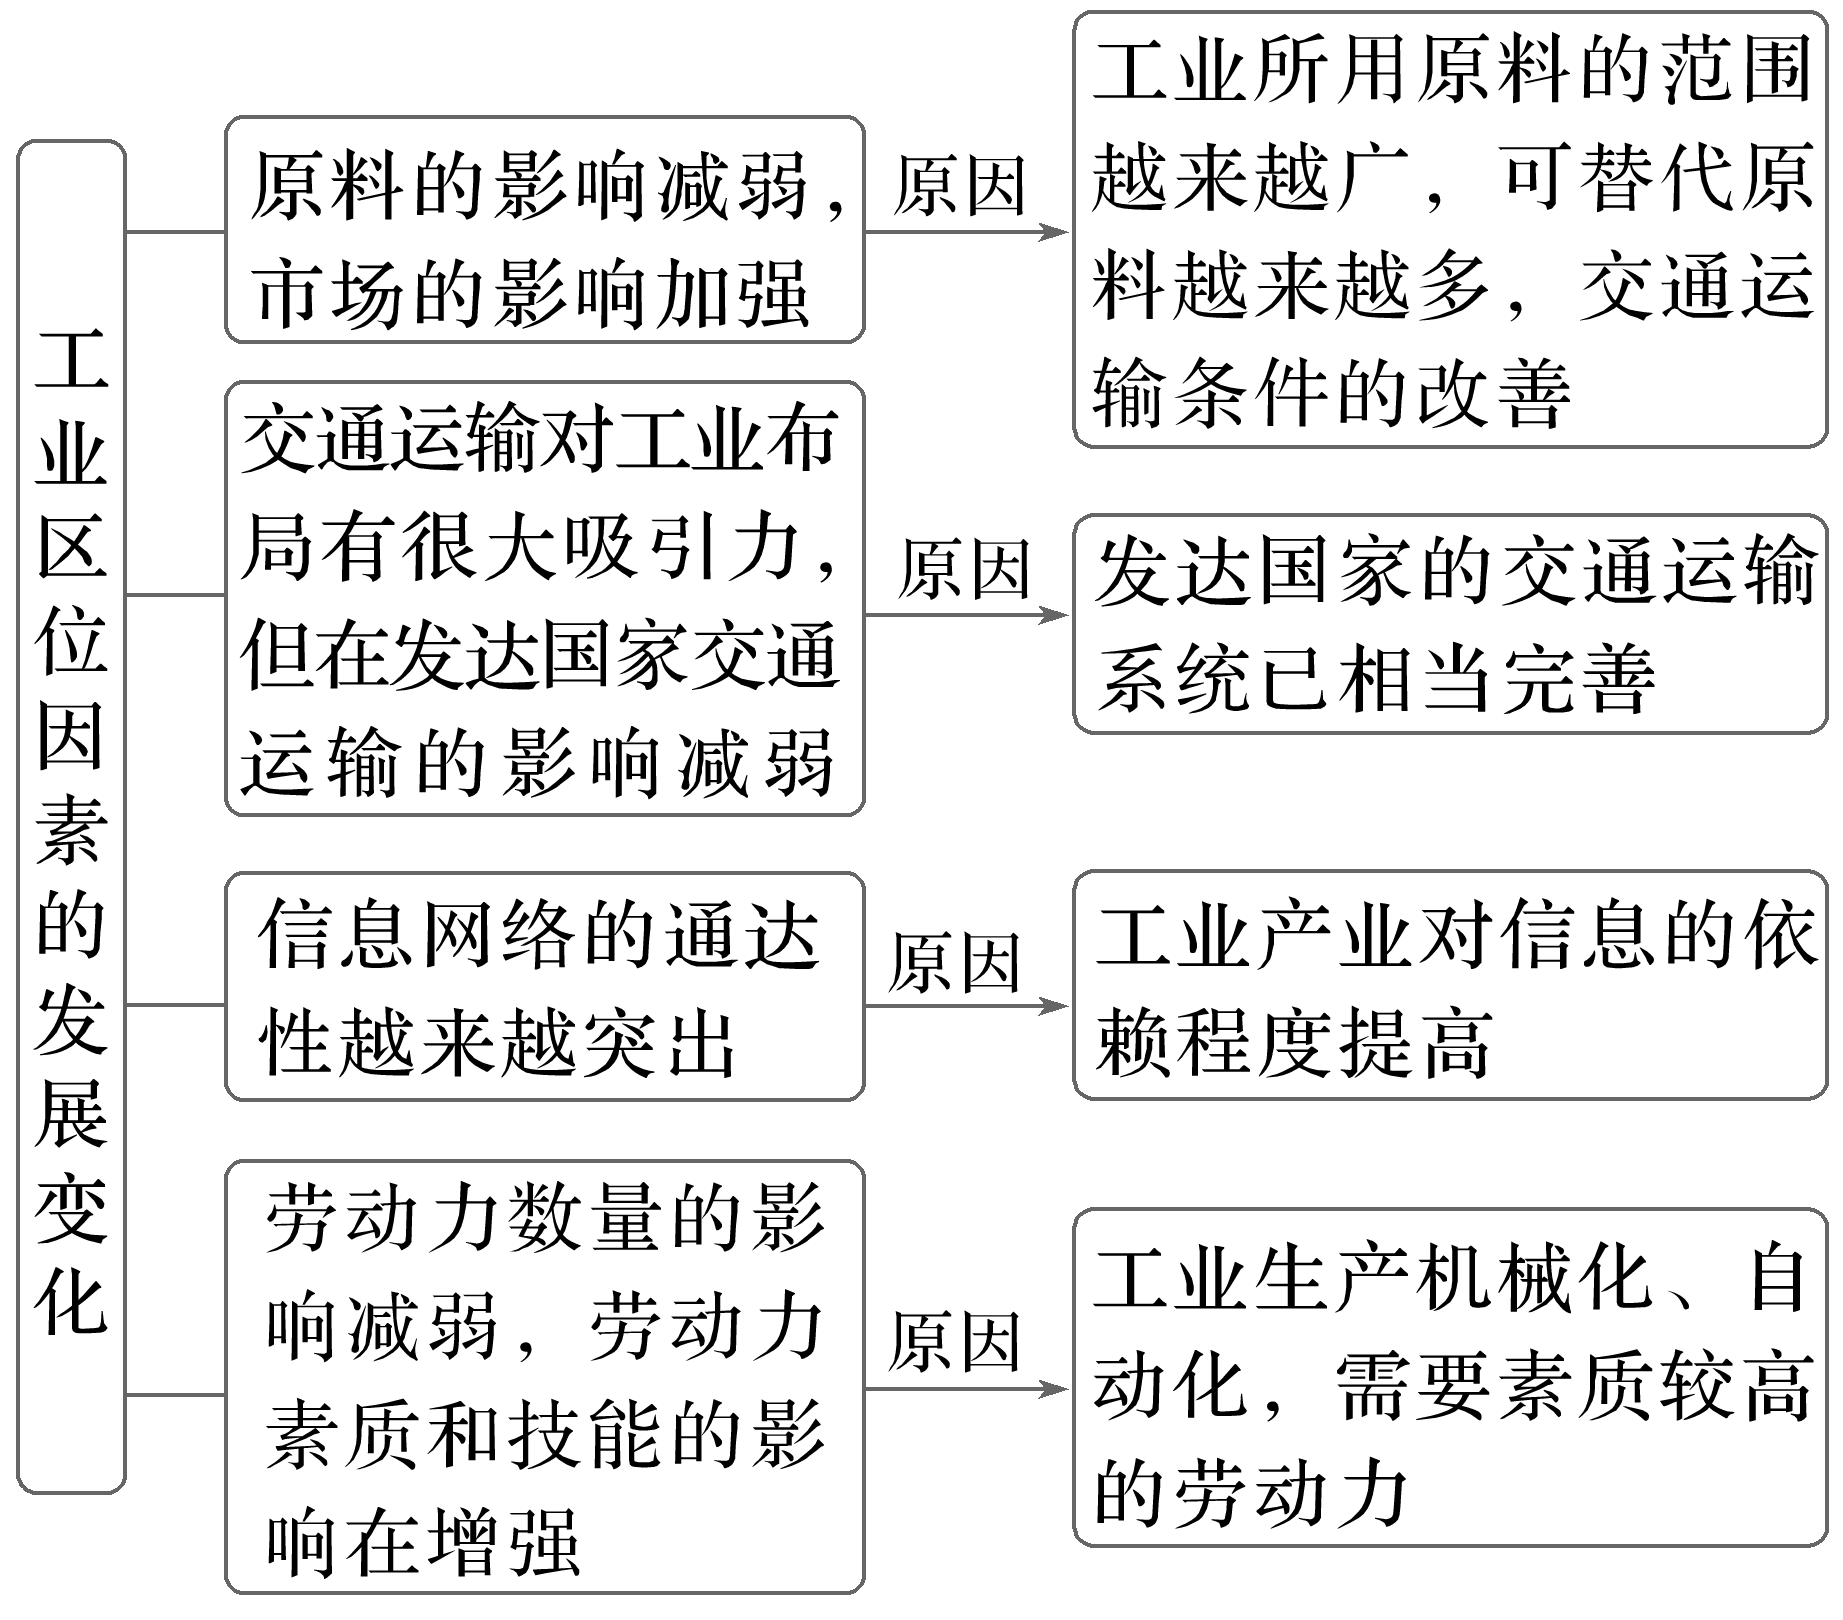 工业区位因素的发展变化
原料的影响减弱，
市场的影响加强
原因
工业所用原料的范围
越来越广，可替代原
料越来越多，交通运
输条件的改善
交通运输对工业布
局有很大吸引力，
但在发达国家交通
运输的影响减弱
原因
发达国家的交通运输
系统已相当完善
信息网络的通达
性越来越突出
原因
工业产业对信息的依
赖程度提高
劳动力数量的影
响减弱，劳动力
素质和技能的影
响在增强
原因
工业生产机械化、自
动化，需要素质较高
的劳动力